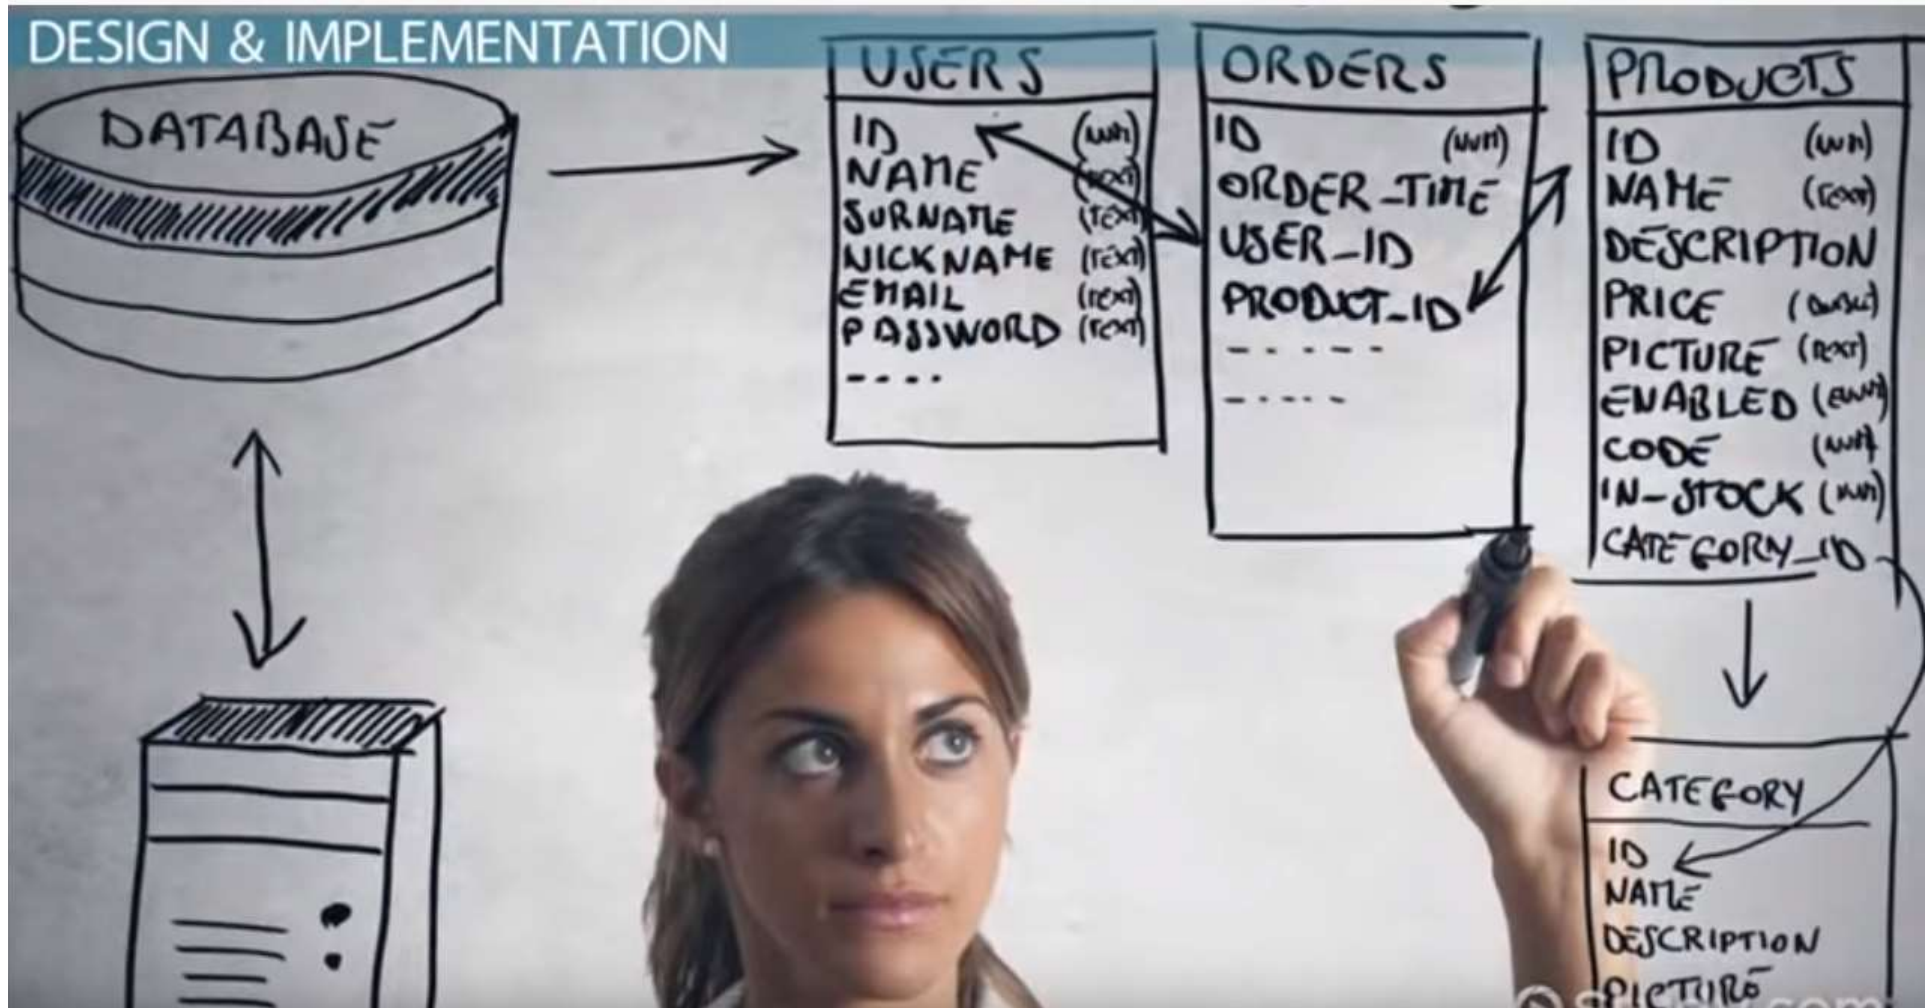 DESIGN & IMPLEMENTATION
DATABASE
USERS
ID (NUM)
NAME (TEXT)
SURNAME (TEXT)
NICKNAME (TEXT)
EMAIL (TEXT)
PASSWORD (TEXT)
----
ORDERS
ID (NUM)
ORDER_TIME
USER_ID
PRODUCT_ID
-----
-----
PRODUCTS
ID (NUM)
NAME (TEXT)
DESCRIPTION
PRICE
PICTURE (TEXT)
ENABLED (ENUM)
CODE (NUM)
IN-STOCK (NUM)
CATEGORY_ID
CATEGORY
ID
NAME
DESCRIPTION
PICTURE